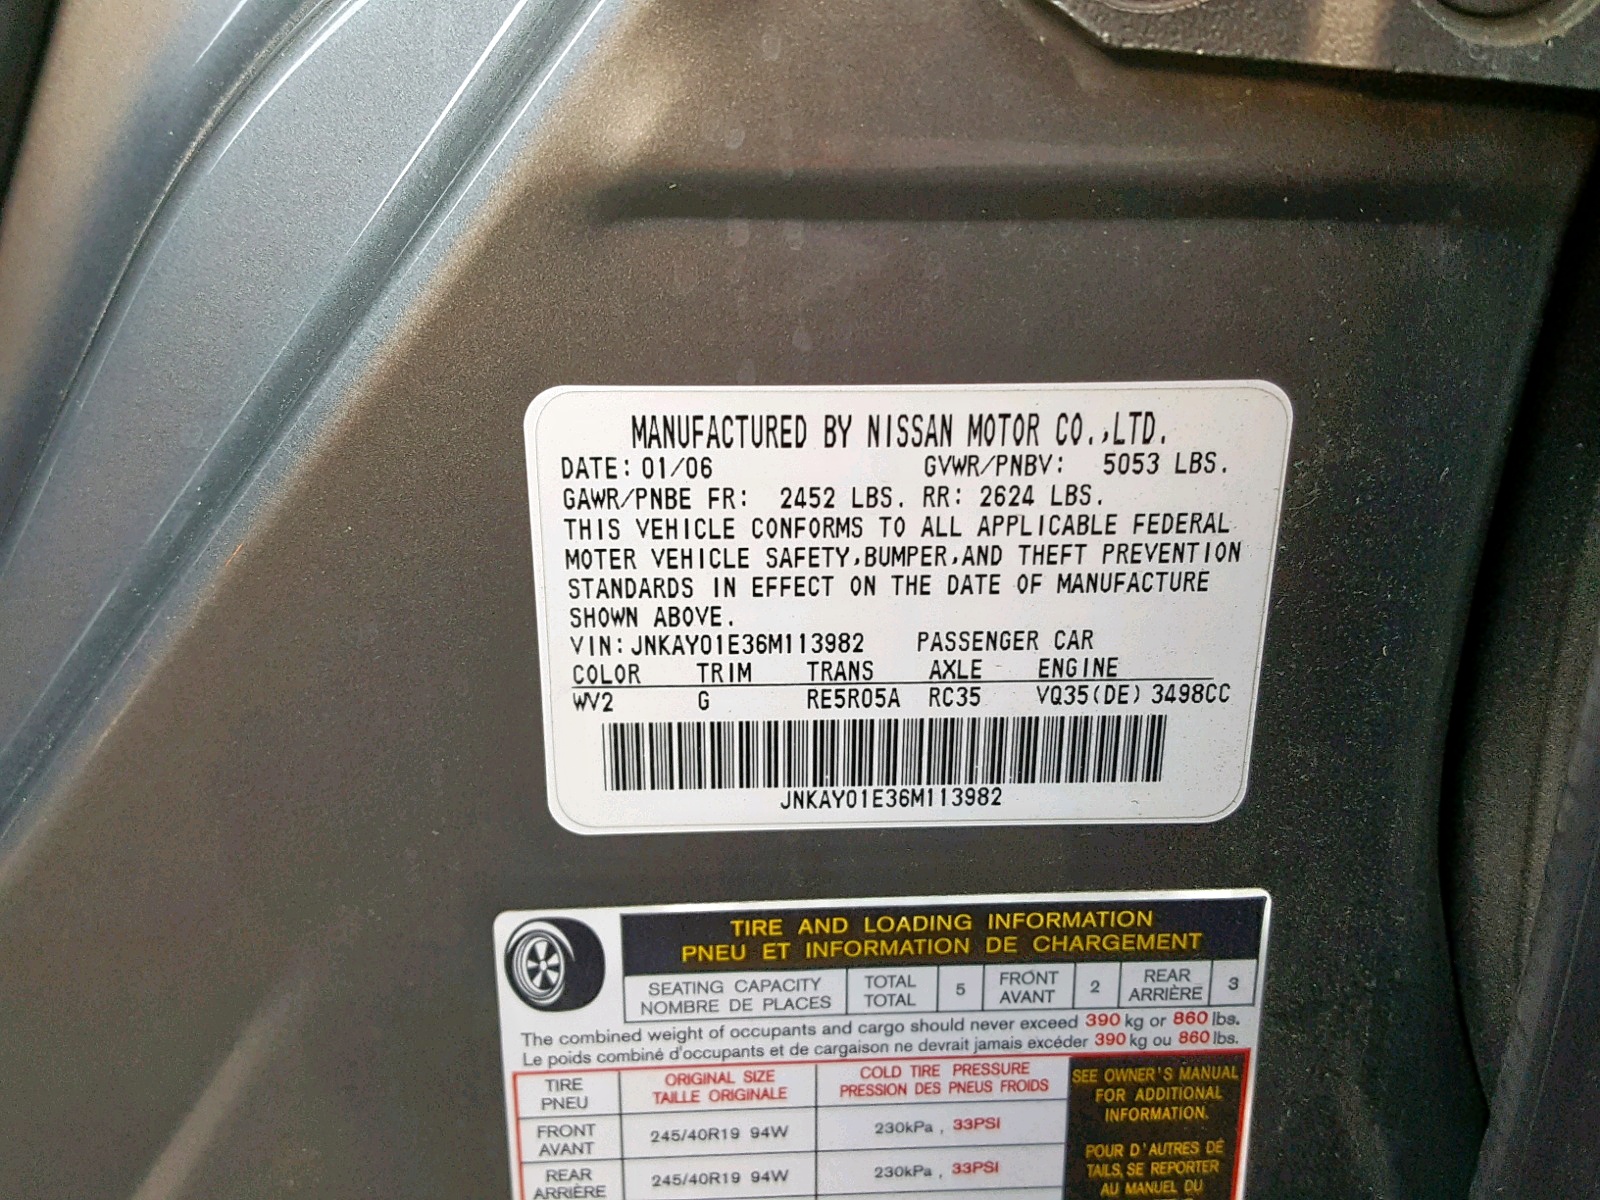 MANUFACTURED BY NISSAN MOTOR CO.,LTD.
DATE: 01/06 GVWR/PNBV: 5053 LBS.
GAWR/PNBE FR: 2452 LBS. RR: 2624 LBS.
THIS VEHICLE CONFORMS TO ALL APPLICABLE FEDERAL
MOTER VEHICLE SAFETY,BUMPER,AND THEFT PREVENTION
STANDARDS IN EFFECT ON THE DATE OF MANUFACTURE
SHOWN ABOVE.
VIN: JNKAY01E36M113982 PASSENGER CAR
COLOR TRIM TRANS AXLE ENGINE
WV2 G RE5R05A RC35 VQ35(DE) 3498CC
JNKAY01E36M113982
TIRE AND LOADING INFORMATION
PNEU ET INFORMATION DE CHARGEMENT
SEATING CAPACITY TOTAL 5 FRONT 2 REAR 3
NOMBRE DE PLACES TOTAL AVANT ARRIÈRE
The combined weight of occupants and cargo should never exceed 390 kg or 860 lbs.
Le poids combiné d'occupants et de cargaison ne devrait jamais excéder 390 kg ou 860 lbs.
TIRE ORIGINAL SIZE COLD TIRE PRESSURE
PNEU TAILLE ORIGINALE PRESSION DES PNEUS FROIDS
FRONT
AVANT 245/40R19 94W 230kPa , 33PSI
REAR
ARRIÈRE 245/40R19 94W 230kPa , 33PSI
SEE OWNER'S MANUAL
FOR ADDITIONAL
INFORMATION.
POUR D'AUTRES DÉ
TAILS, SE REPORTER
AU MANUEL DU